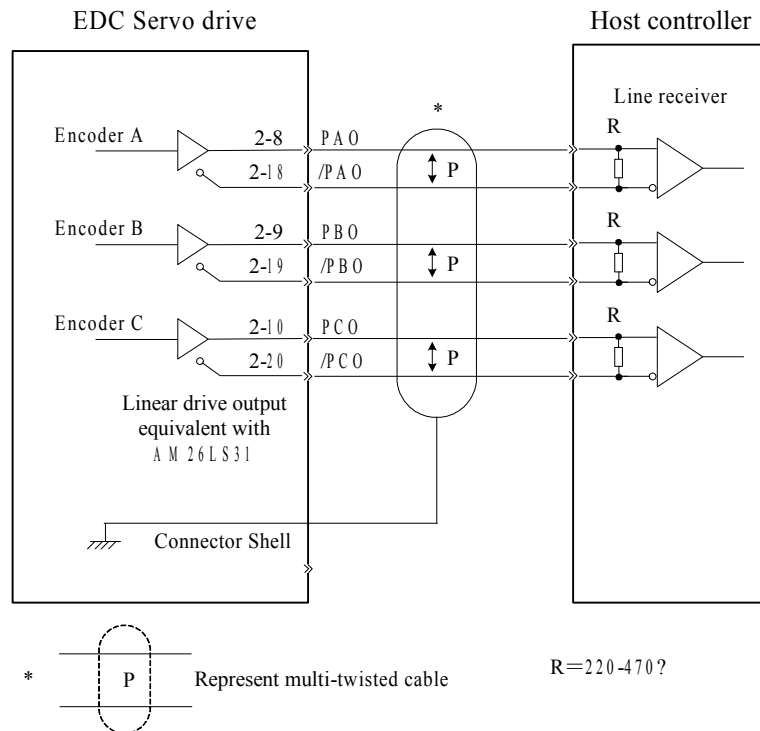 EDC Servo drive
Host controller
*
Line receiver
Encoder A
2-8 PAO
2-18 /PAO
P
R
Encoder B
2-9 PBO
2-19 /PBO
P
R
Encoder C
2-10 PCO
2-20 /PCO
P
R
Linear drive output
equivalent with
AM26LS31
Connector Shell
* P Represent multi-twisted cable
R=220-470?